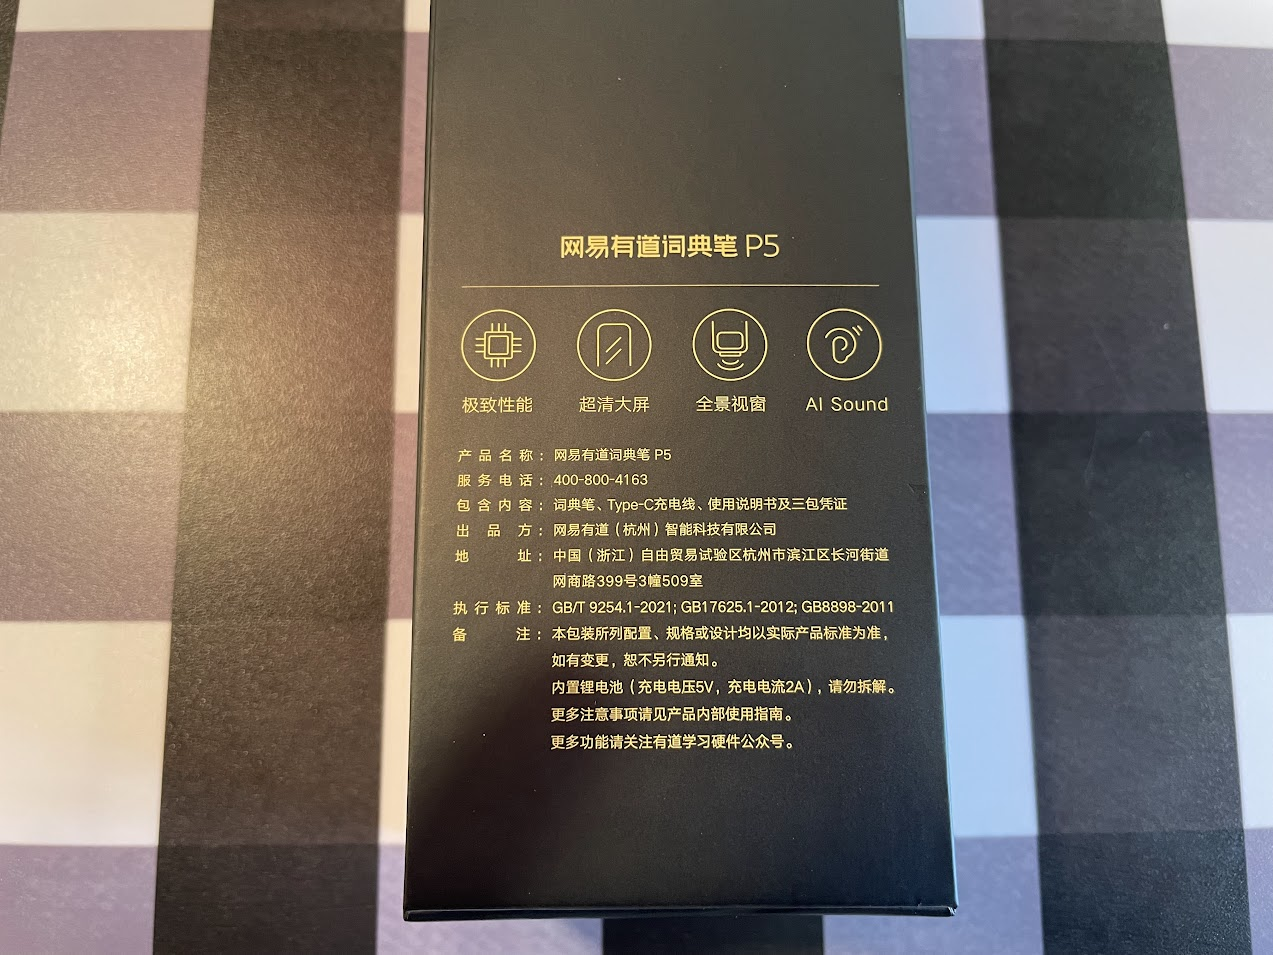 网易有道词典笔 P5
极致性能 超清大屏 全景视窗 AI Sound
产品名称：网易有道词典笔 P5
服务电话：400-800-4163
包含内容：词典笔、Type-C充电线、使用说明书及三包凭证
出品方：网易有道（杭州）智能科技有限公司
地址：中国（浙江）自由贸易试验区杭州市滨江区长河街道
网商路399号3幢509室
执行标准：GB/T 9254.1-2021; GB17625.1-2012; GB8898-2011
备注：本包装所列配置、规格或设计均以实际产品标准为准，
如有变更，恕不另行通知。
内置锂电池（充电电压5V，充电电流2A），请勿拆解。
更多注意事项请见产品内部使用指南。
更多功能请关注有道学习硬件公众号。